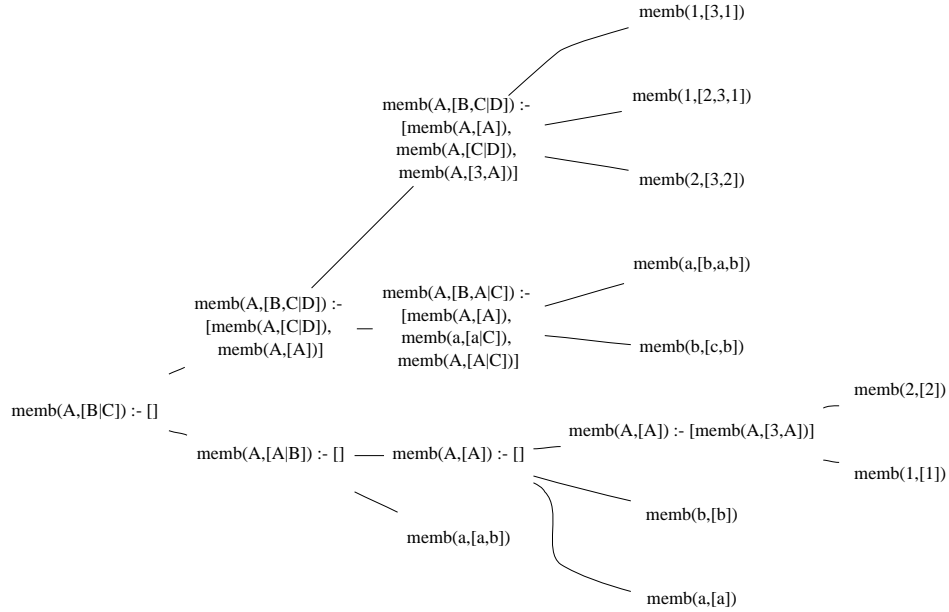 memb(1,[3,1])
memb(A,[B,C|D]) :-
[memb(A,[A]),
memb(A,[C|D]),
memb(A,[3,A])]
memb(1,[2,3,1])
memb(2,[3,2])
memb(a,[b,a,b])
memb(A,[B,C|D]) :-
[memb(A,[C|D]),
memb(A,[A])]
memb(A,[B,A|C]) :-
[memb(A,[A]),
memb(a,[a|C]),
memb(A,[A|C])]
memb(b,[c,b])
memb(2,[2])
memb(A,[B|C]) :- []
memb(A,[A]) :- [memb(A,[3,A])]
memb(A,[A|B]) :- []
memb(A,[A]) :- []
memb(1,[1])
memb(b,[b])
memb(a,[a,b])
memb(a,[a])